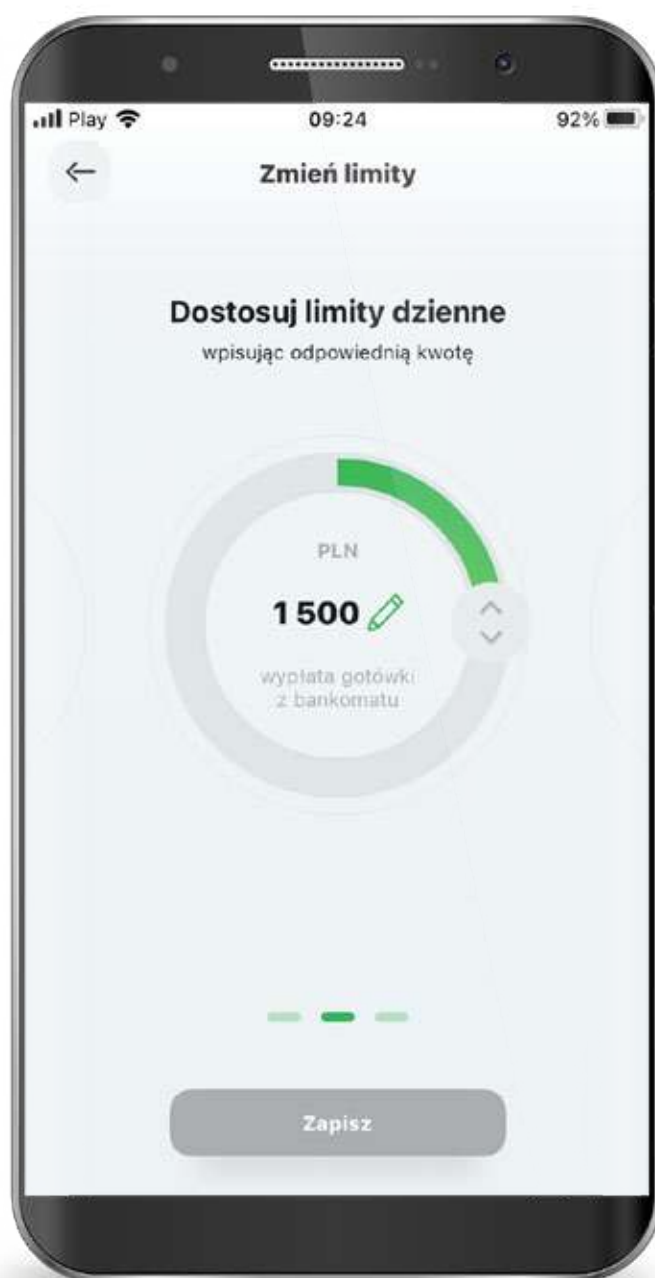 Play
09:24
92%
Zmień limity
Dostosuj limity dzienne
wpisując odpowiednią kwotę
PLN
1 500
wypłata gotówki
z bankomatu
Zapisz